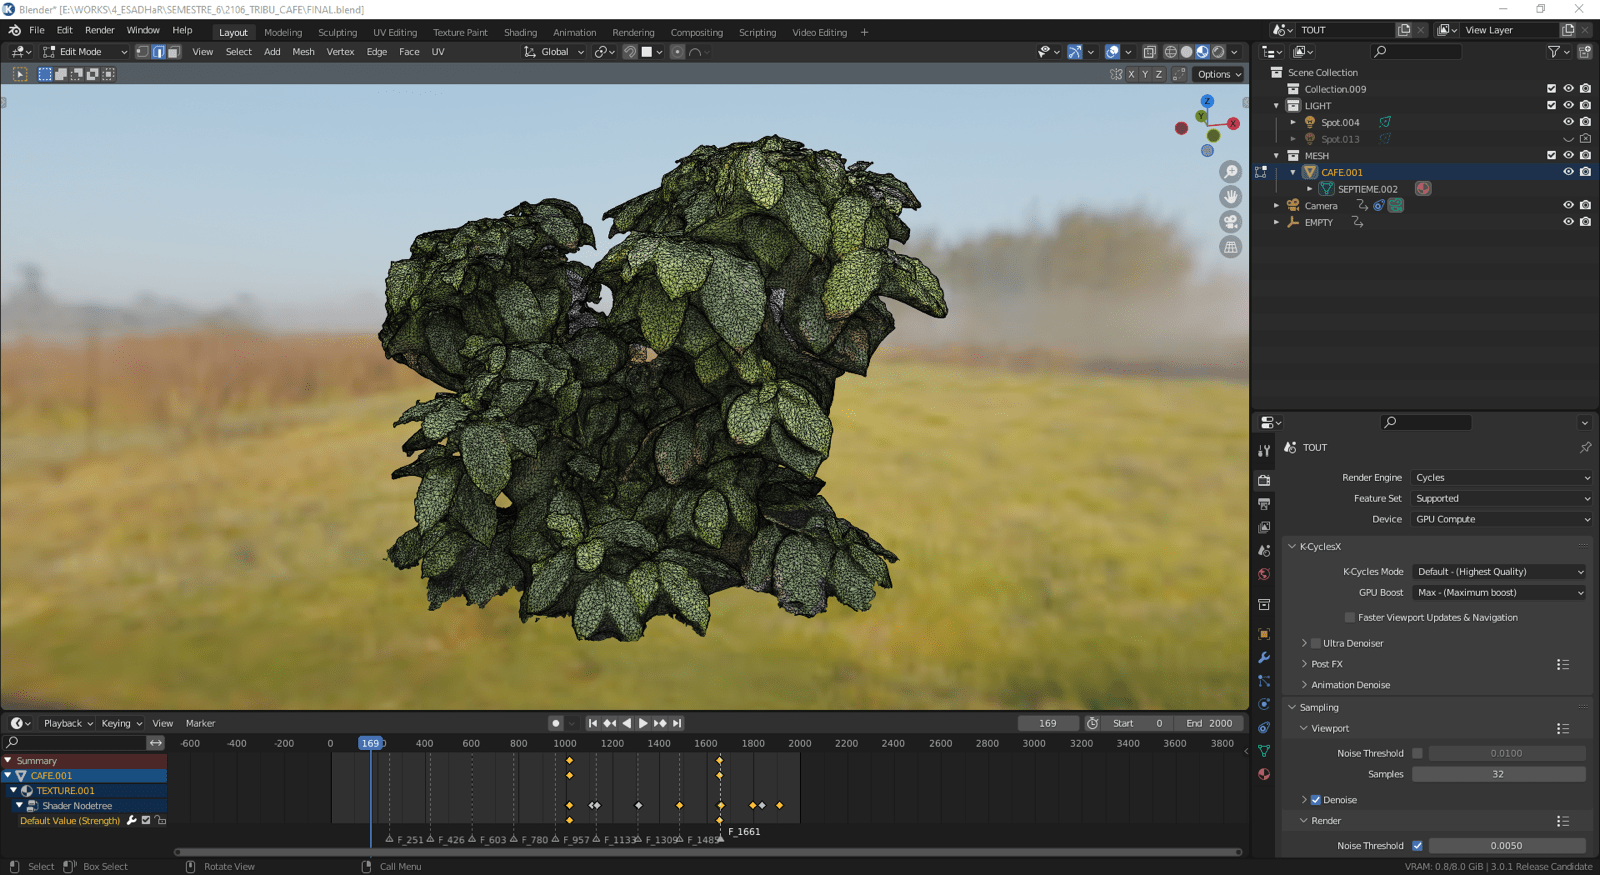 Blender* [E:\WORKS\4_ESADHaR\SEMESTRE_6\2106_TRIBU_CAFE\FINAL.blend]
File Edit Render Window Help Layout Modeling Sculpting UV Editing Texture Paint Shading Animation Rendering Compositing Scripting Video Editing + TOUT View Layer
Edit Mode View Select Add Mesh Vertex Edge Face UV Global
X Y Z Options
Z
Y
X
Scene Collection
Collection.009
LIGHT
Spot.004
Spot.013
MESH
CAFE.001
SEPTIEME.002
Camera
EMPTY
TOUT
Render Engine Cycles
Feature Set Supported
Device GPU Compute
K-CyclesX
K-Cycles Mode Default - (Highest Quality)
GPU Boost Max - (Maximum boost)
Faster Viewport Updates & Navigation
Ultra Denoiser
Post FX
Animation Denoise
Sampling
Viewport
Noise Threshold 0.0100
Samples 32
Denoise
Render
Noise Threshold 0.0050
Playback Keying View Marker 169 Start 0 End 2000
-600 -400 -200 0 169 400 600 800 1000 1200 1400 1600 1800 2000 2200 2400 2600 2800 3000 3200 3400 3600 3800
Summary
CAFE.001
TEXTURE.001
Shader Nodetree
Default Value (Strength)
F_1661
F_251 F_426 F_603 F_780 F_957 F_1133 F_1309 F_1485
Select Box Select Rotate View Call Menu VRAM: 0.8/8.0 GiB | 3.0.1 Release Candidate